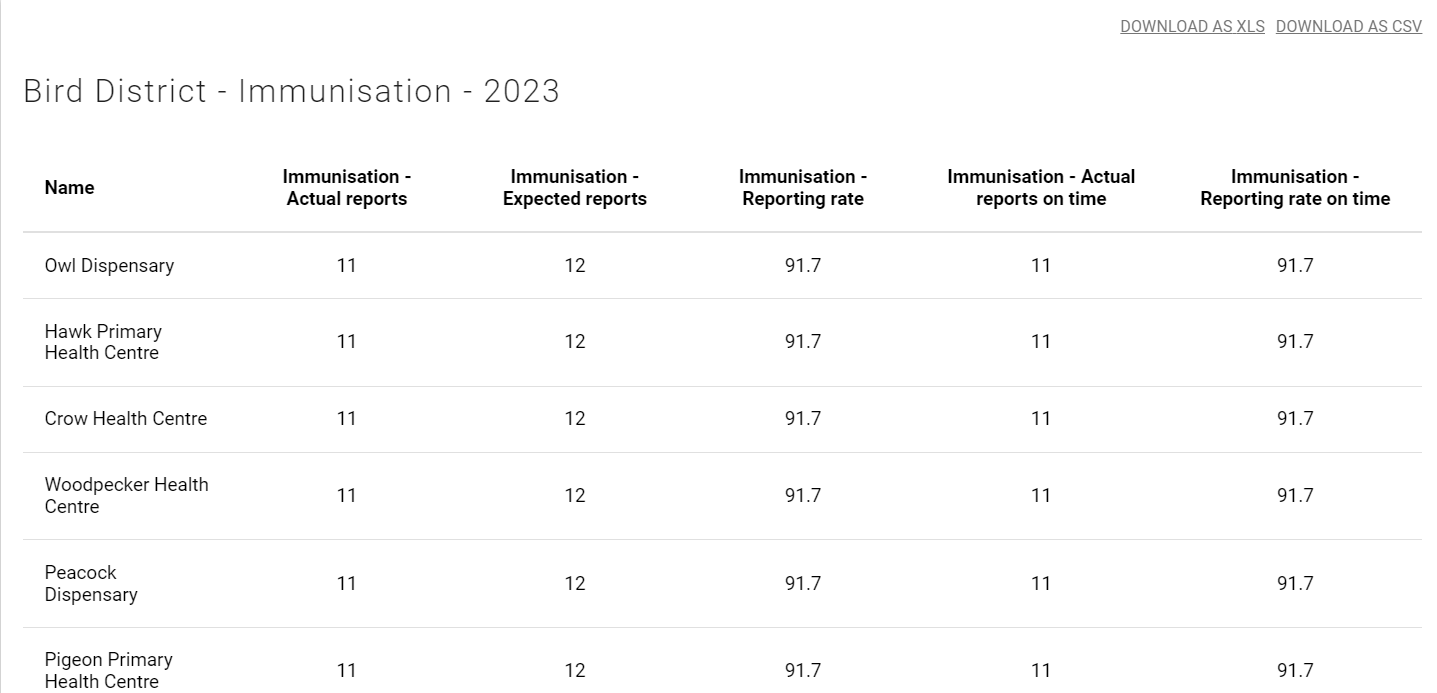 DOWNLOAD AS XLS DOWNLOAD AS CSV
Bird District - Immunisation - 2023
Name
Immunisation -
Actual reports
Immunisation -
Expected reports
Immunisation -
Reporting rate
Immunisation - Actual
reports on time
Immunisation -
Reporting rate on time
Owl Dispensary 11 12 91.7 11 91.7
Hawk Primary
Health Centre
11 12 91.7 11 91.7
Crow Health Centre 11 12 91.7 11 91.7
Woodpecker Health
Centre
11 12 91.7 11 91.7
Peacock
Dispensary
11 12 91.7 11 91.7
Pigeon Primary
Health Centre
11 12 91.7 11 91.7